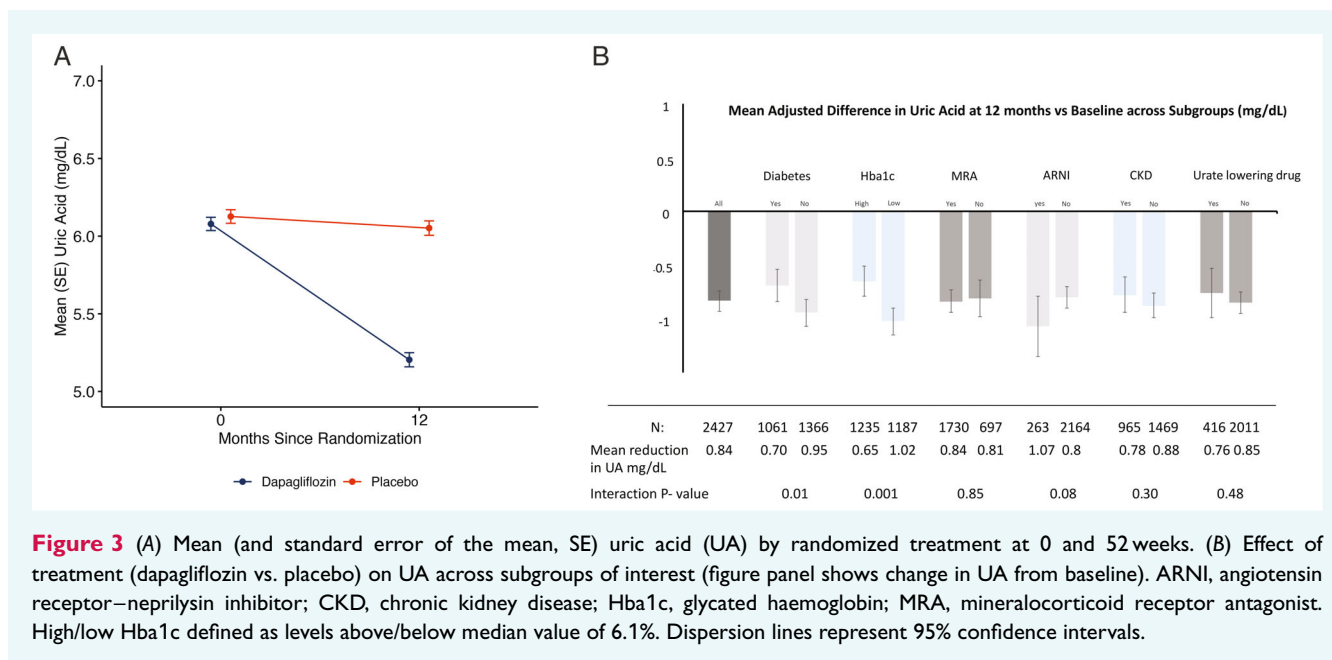 A
7.0
6.5
6.0
5.5
5.0
Mean (SE) Uric Acid (mg/dL)
0 12
Months Since Randomization
Dapagliflozin Placebo
B
Mean Adjusted Difference in Uric Acid at 12 months vs Baseline across Subgroups (mg/dL)
1
0.5
0
-0.5
-1
Diabetes Hba1c MRA ARNI CKD Urate lowering drug
All Yes No High Low Yes No yes No Yes No Yes No
N: 2427 1061 1366 1235 1187 1730 697 263 2164 965 1469 416 2011
Mean reduction 0.84 0.70 0.95 0.65 1.02 0.84 0.81 1.07 0.8 0.78 0.88 0.76 0.85
in UA mg/dL
Interaction P- value 0.01 0.001 0.85 0.08 0.30 0.48
Figure 3 (A) Mean (and standard error of the mean, SE) uric acid (UA) by randomized treatment at 0 and 52 weeks. (B) Effect of
treatment (dapagliflozin vs. placebo) on UA across subgroups of interest (figure panel shows change in UA from baseline). ARNI, angiotensin
receptor–neprilysin inhibitor; CKD, chronic kidney disease; Hba1c, glycated haemoglobin; MRA, mineralocorticoid receptor antagonist.
High/low Hba1c defined as levels above/below median value of 6.1%. Dispersion lines represent 95% confidence intervals.